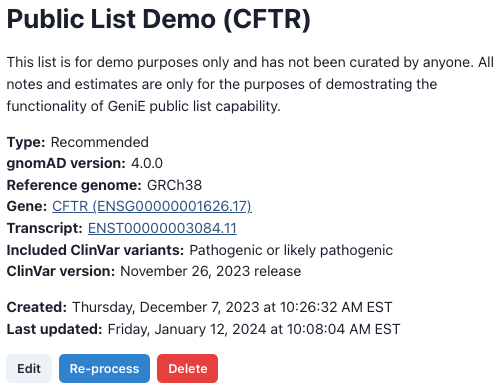 Public List Demo (CFTR)
This list is for demo purposes only and has not been curated by anyone. All
notes and estimates are only for the purposes of demostrating the
functionality of GeniE public list capability.
Type: Recommended
gnomAD version: 4.0.0
Reference genome: GRCh38
Gene: CFTR (ENSG00000001626.17)
Transcript: ENST00000003084.11
Included ClinVar variants: Pathogenic or likely pathogenic
ClinVar version: November 26, 2023 release
Created: Thursday, December 7, 2023 at 10:26:32 AM EST
Last updated: Friday, January 12, 2024 at 10:08:04 AM EST
Edit Re-process Delete